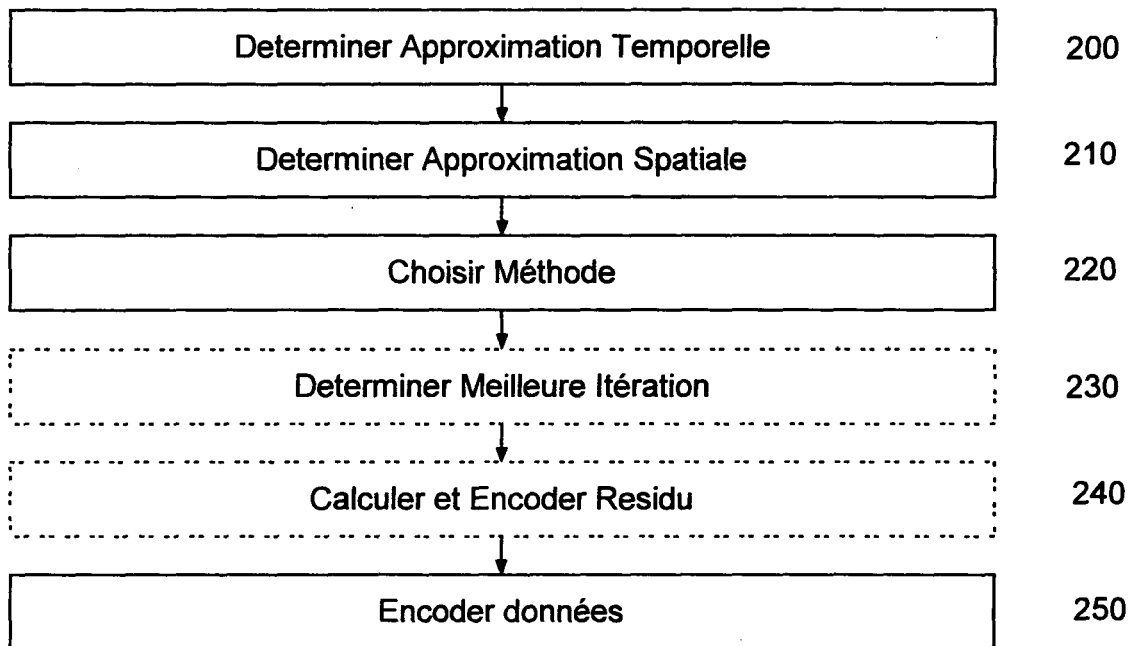 Determiner Approximation Temporelle 200
Determiner Approximation Spatiale 210
Choisir Méthode 220
Determiner Meilleure Itération 230
Calculer et Encoder Residu 240
Encoder données 250